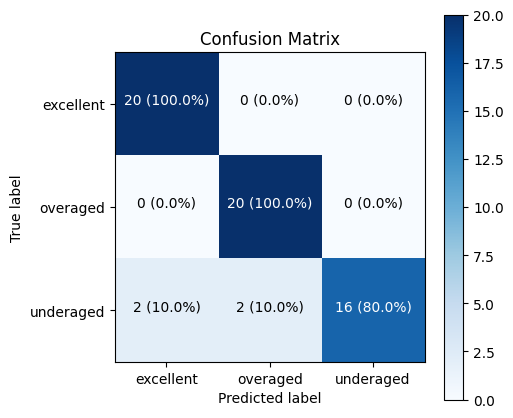 Confusion Matrix
True label
excellent
overaged
underaged
20 (100.0%) 0 (0.0%) 0 (0.0%)
0 (0.0%) 20 (100.0%) 0 (0.0%)
2 (10.0%) 2 (10.0%) 16 (80.0%)
excellent overaged underaged
Predicted label
20.0
17.5
15.0
12.5
10.0
7.5
5.0
2.5
0.0